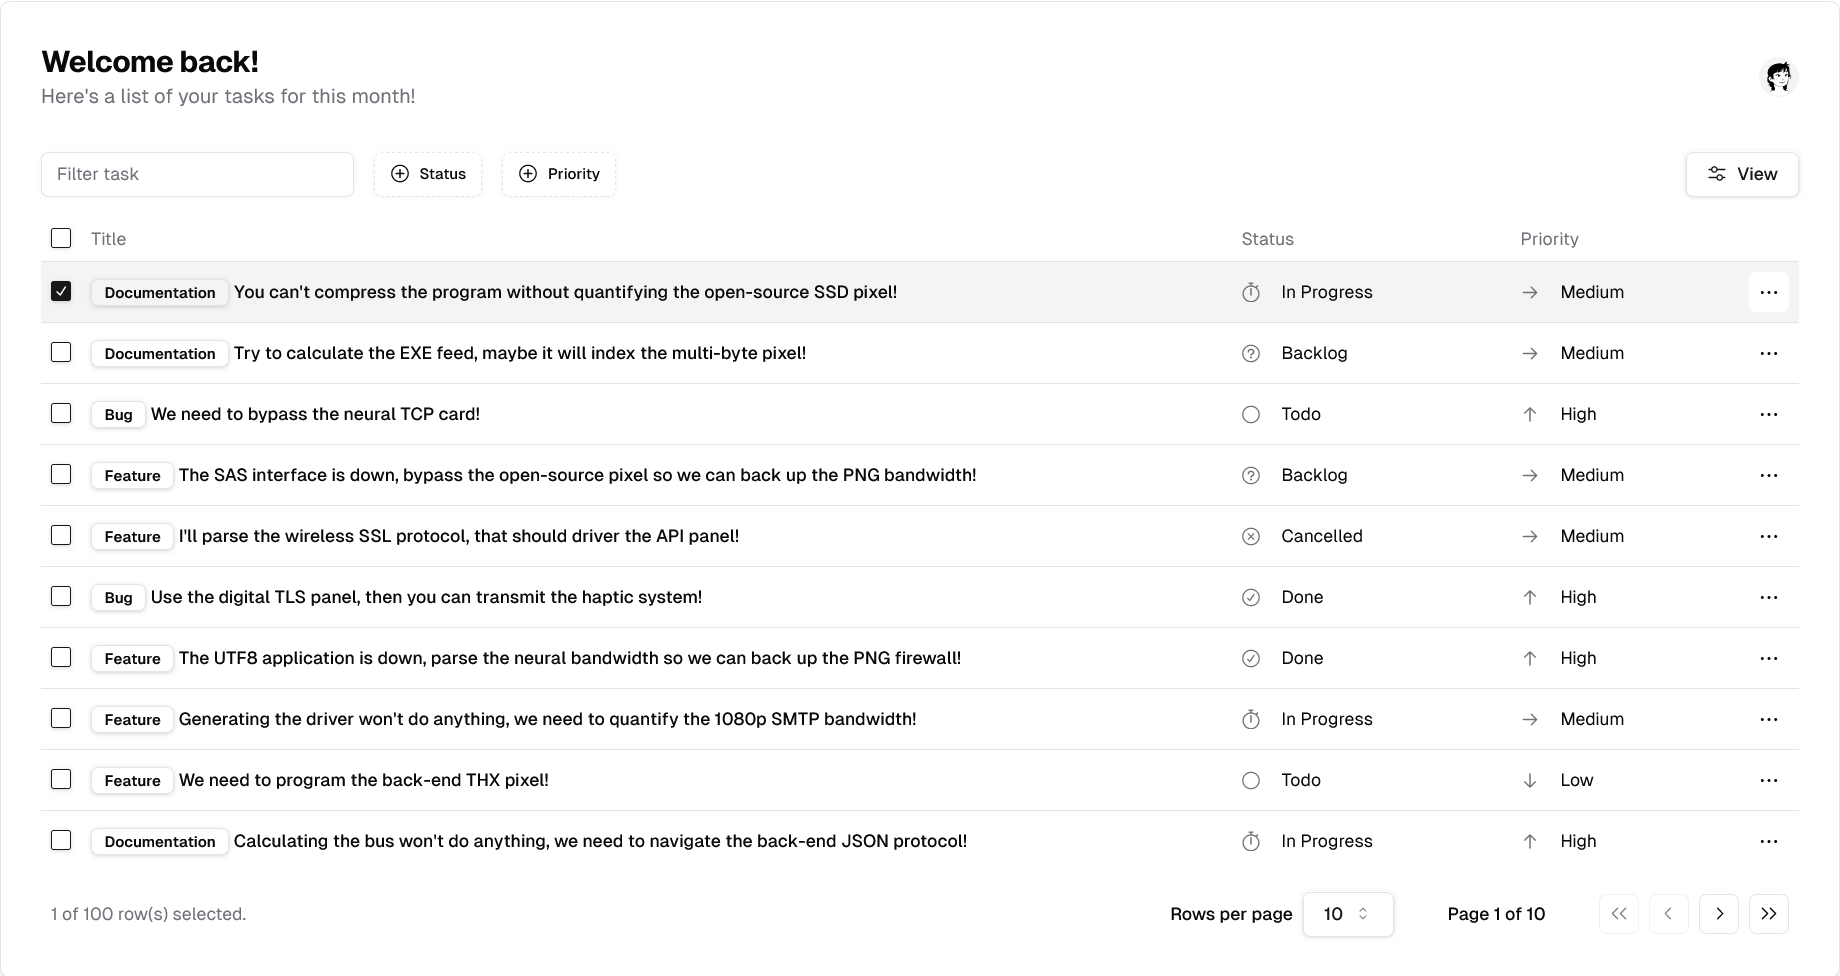 Welcome back!
Here's a list of your tasks for this month!
Filter task
Status
Priority
View
Title Status Priority
Documentation You can't compress the program without quantifying the open-source SSD pixel! In Progress Medium
Documentation Try to calculate the EXE feed, maybe it will index the multi-byte pixel! Backlog Medium
Bug We need to bypass the neural TCP card! Todo High
Feature The SAS interface is down, bypass the open-source pixel so we can back up the PNG bandwidth! Backlog Medium
Feature I'll parse the wireless SSL protocol, that should driver the API panel! Cancelled Medium
Bug Use the digital TLS panel, then you can transmit the haptic system! Done High
Feature The UTF8 application is down, parse the neural bandwidth so we can back up the PNG firewall! Done High
Feature Generating the driver won't do anything, we need to quantify the 1080p SMTP bandwidth! In Progress Medium
Feature We need to program the back-end THX pixel! Todo Low
Documentation Calculating the bus won't do anything, we need to navigate the back-end JSON protocol! In Progress High
1 of 100 row(s) selected. Rows per page 10 Page 1 of 10